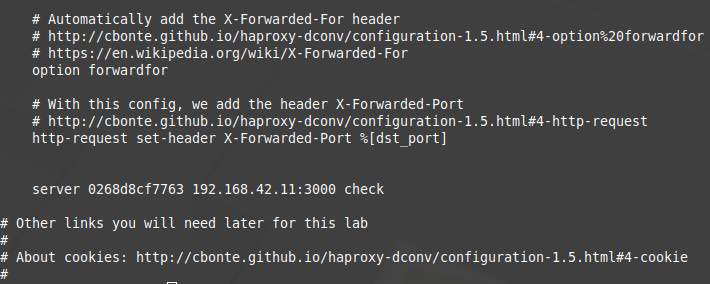 # Automatically add the X-Forwarded-For header
# http://cbonte.github.io/haproxy-dconv/configuration-1.5.html#4-option%20forwardfor
# https://en.wikipedia.org/wiki/X-Forwarded-For
option forwardfor
# With this config, we add the header X-Forwarded-Port
# http://cbonte.github.io/haproxy-dconv/configuration-1.5.html#4-http-request
http-request set-header X-Forwarded-Port %[dst_port]
server 0268d8cf7763 192.168.42.11:3000 check
# Other links you will need later for this lab
#
# About cookies: http://cbonte.github.io/haproxy-dconv/configuration-1.5.html#4-cookie
#